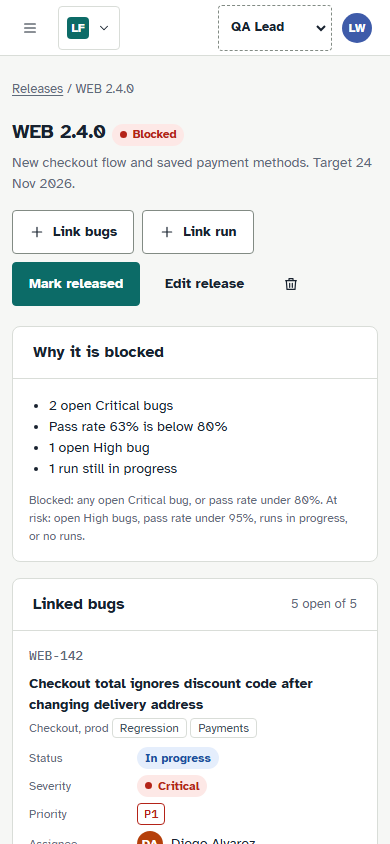 LF
QA Lead
LW
Releases / WEB 2.4.0
WEB 2.4.0
Blocked
New checkout flow and saved payment methods. Target 24
Nov 2026.
Link bugs
Link run
Mark released
Edit release
Why it is blocked
• 2 open Critical bugs
• Pass rate 63% is below 80%
• 1 open High bug
• 1 run still in progress
Blocked: any open Critical bug, or pass rate under 80%. At
risk: open High bugs, pass rate under 95%, runs in progress,
or no runs.
Linked bugs
5 open of 5
WEB-142
Checkout total ignores discount code after
changing delivery address
Checkout, prod Regression Payments
Status In progress
Severity Critical
Priority P1
Assignee DA Diego Alvarez